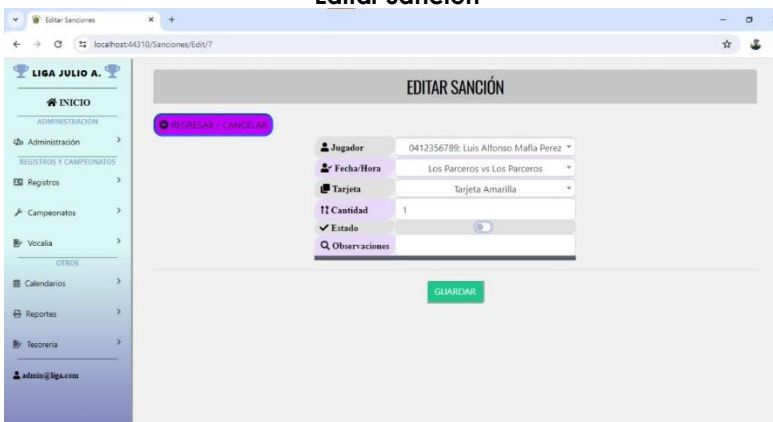 Editar Sanción
Editar Sanciones
localhost:44310/Sanciones/Edit/7
LIGA JULIO A.
INICIO
ADMINISTRACIÓN
Administración
REGISTROS Y CAMPEONATOS
Registros
Campeonatos
Vocalia
OTROS
Calendarios
Reportes
Tesoreria
admin@liga.com
EDITAR SANCIÓN
REGRESAR / CANCELAR
Jugador 0412356789; Luis Alfonso Mafla Perez
Fecha/Hora Los Parceros vs Los Parceros
Tarjeta Tarjeta Amarilla
Cantidad 1
Estado
Observaciones
GUARDAR